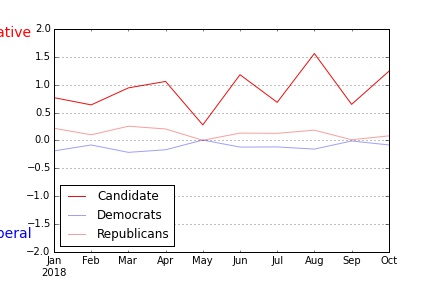 2.0
ative
1.5
1.0
0.5
0.0
−0.5
−1.0
Candidate
Democrats
−1.5
beral
Republicans
−2.0
Jan Feb Mar Apr May Jun Jul Aug Sep Oct
2018